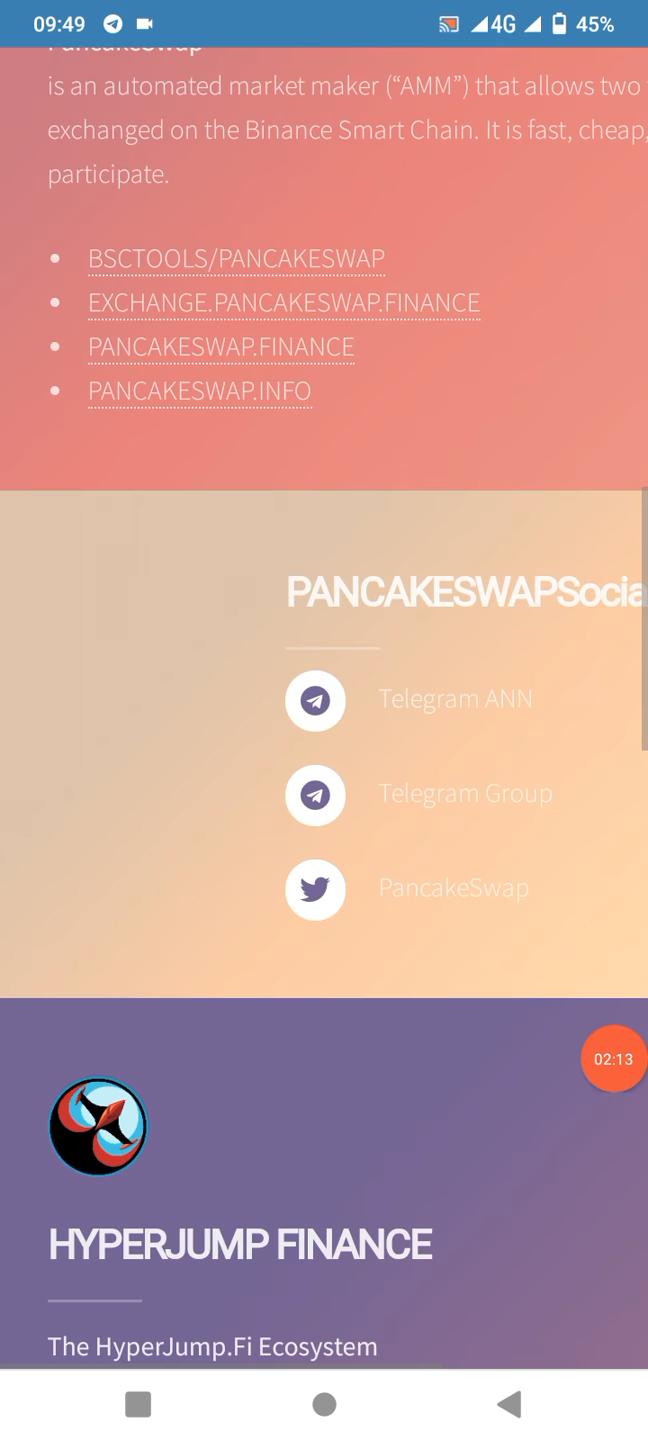 09:49 4G 45%
PancakeSwap
is an automated market maker (“AMM”) that allows two
exchanged on the Binance Smart Chain. It is fast, cheap,
participate.
• BSCTOOLS/PANCAKESWAP
• EXCHANGE.PANCAKESWAP.FINANCE
• PANCAKESWAP.FINANCE
• PANCAKESWAP.INFO
PANCAKESWAPSocia
Telegram ANN
Telegram Group
PancakeSwap
02:13
HYPERJUMP FINANCE
The HyperJump.Fi Ecosystem